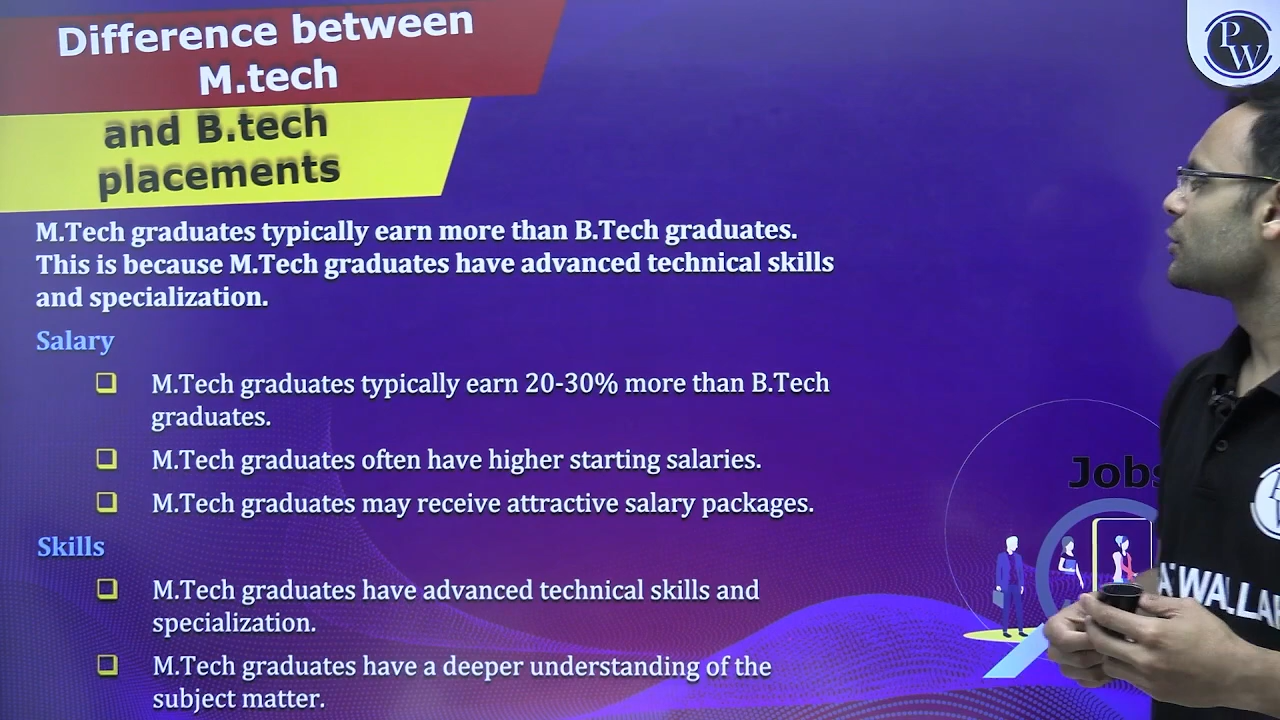 Difference between
M.tech
and B.tech
placements
PW
M.Tech graduates typically earn more than B.Tech graduates.
This is because M.Tech graduates have advanced technical skills
and specialization.
Salary
❑ M.Tech graduates typically earn 20-30% more than B.Tech
graduates.
❑ M.Tech graduates often have higher starting salaries.
❑ M.Tech graduates may receive attractive salary packages.
Skills
❑ M.Tech graduates have advanced technical skills and
specialization.
❑ M.Tech graduates have a deeper understanding of the
subject matter.
Jobs
WALLA